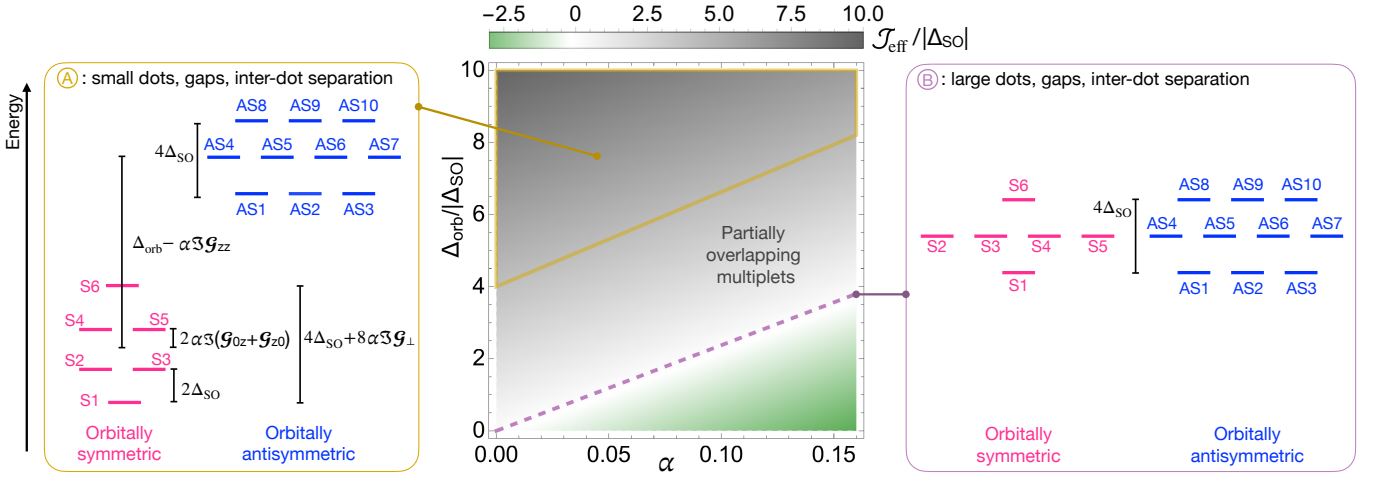 −2.5 0 2.5 5.0 7.5 10.0
𝒥eff/|ΔSO|
Energy
Ⓐ: small dots, gaps, inter-dot separation
AS8 AS9 AS10
4ΔSO
AS4 AS5 AS6 AS7
AS1 AS2 AS3
Δorb− αℑ𝓖zz
S6
S4 S5
2αℑ(𝓖0z+𝓖z0)
4ΔSO+8αℑ𝓖⊥
S2 S3
2ΔSO
S1
Orbitally
symmetric
Orbitally
antisymmetric
Δorb/|ΔSO|
10
8
6
4
2
0
Partially
overlapping
multiplets
0.00 0.05 0.10 0.15
α
Ⓑ: large dots, gaps, inter-dot separation
S6
S2 S3 S4 S5
S1
4ΔSO
AS8 AS9 AS10
AS4 AS5 AS6 AS7
AS1 AS2 AS3
Orbitally
symmetric
Orbitally
antisymmetric